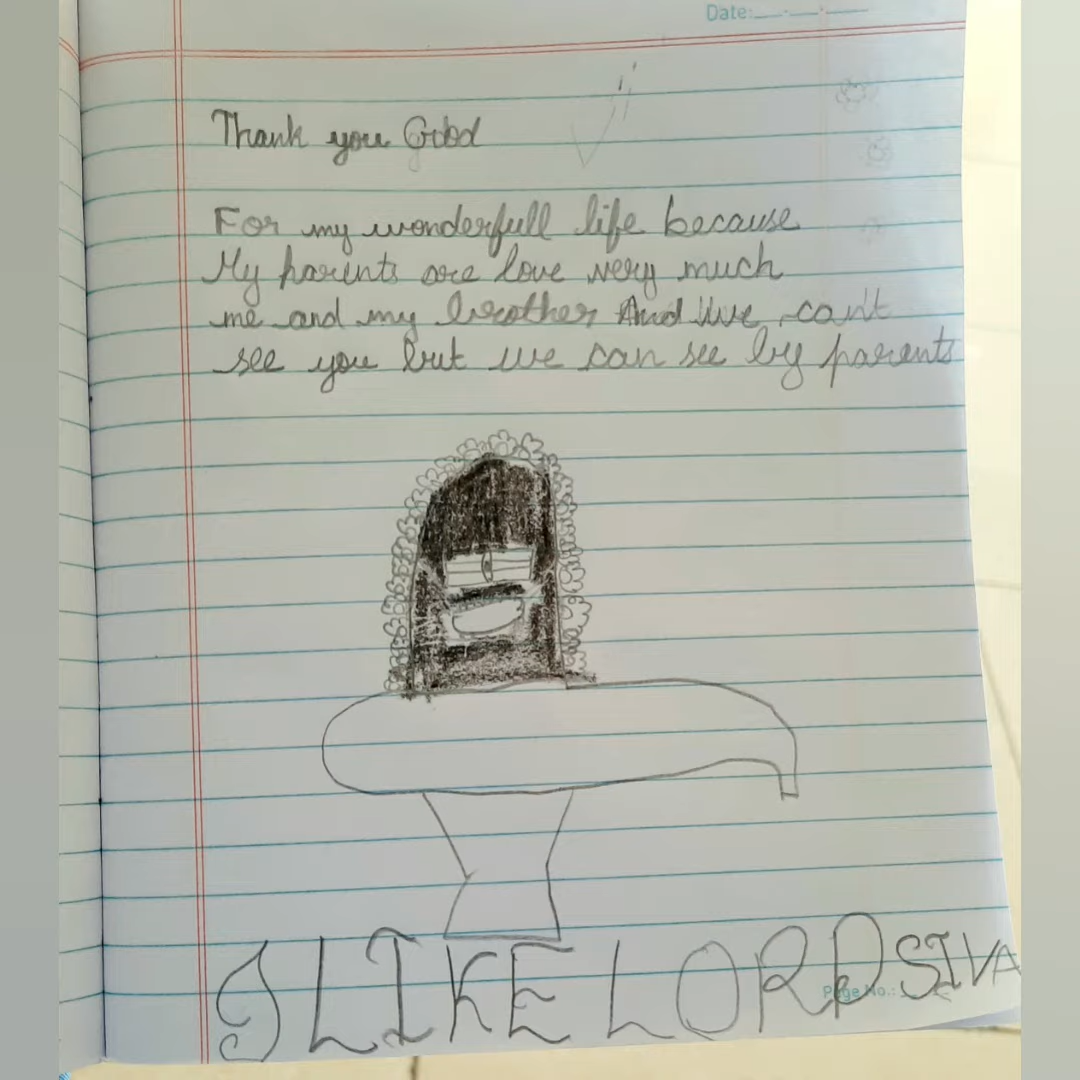 Date:
Thank you God
For my wonderfull life because
My parints are love very much
me and my brother And we can't
see you but we can see by parents
I LIKE LORD SIVA
Page No.: